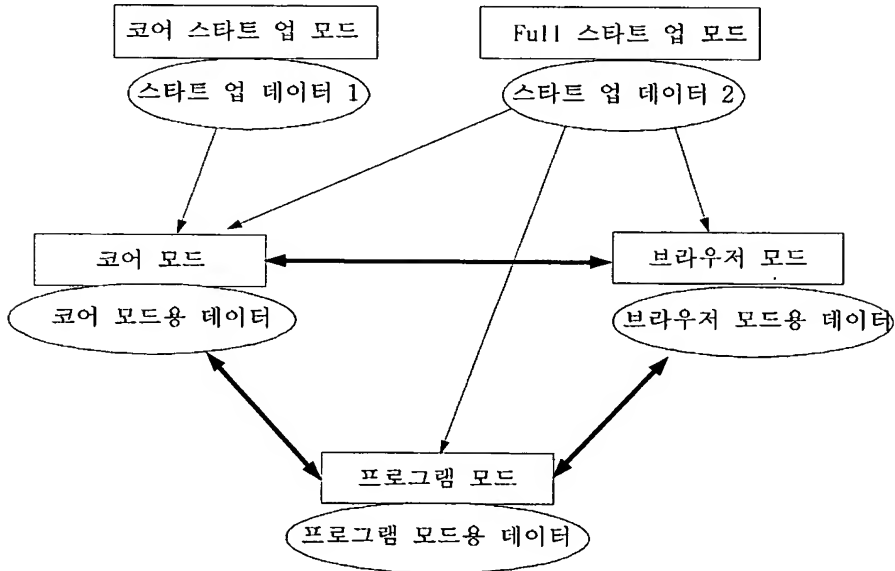 코어 스타트 업 모드
Full 스타트 업 모드
스타트 업 데이터 1
스타트 업 데이터 2
코어 모드
브라우저 모드
코어 모드용 데이터
브라우저 모드용 데이터
프로그램 모드
프로그램 모드용 데이터